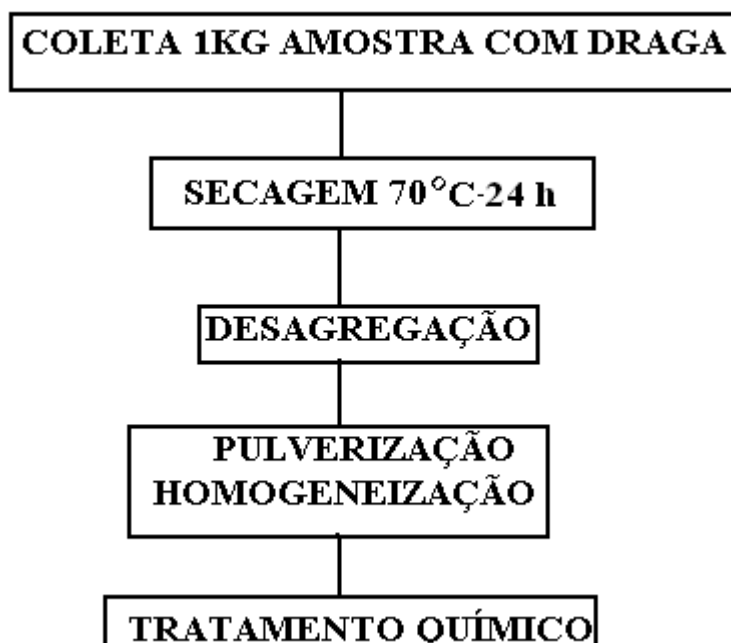 COLETA 1KG AMOSTRA COM DRAGA
SECAGEM 70°C-24 h
DESAGREGAÇÃO
PULVERIZAÇÃO
HOMOGENEIZAÇÃO
TRATAMENTO QUÍMICO